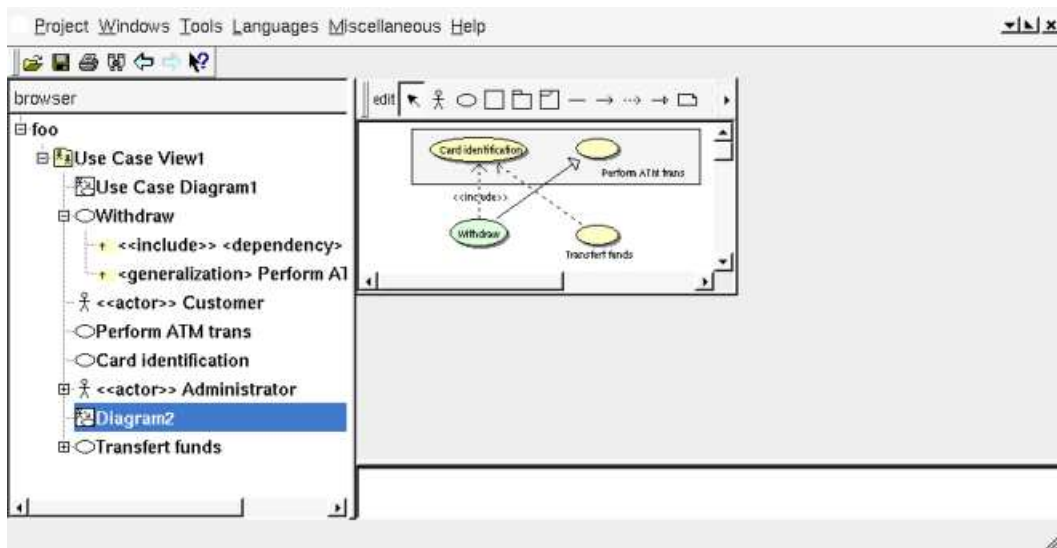 Project Windows Tools Languages Miscellaneous Help
browser
foo
Use Case View1
Use Case Diagram1
Withdraw
<<include>> <dependency>
<generalization> Perform AT
<<actor>> Customer
Perform ATM trans
Card identification
<<actor>> Administrator
Diagram2
Transfert funds
edit
Card identification
Perform ATM trans
<<include>>
Withdraw
Transfert funds